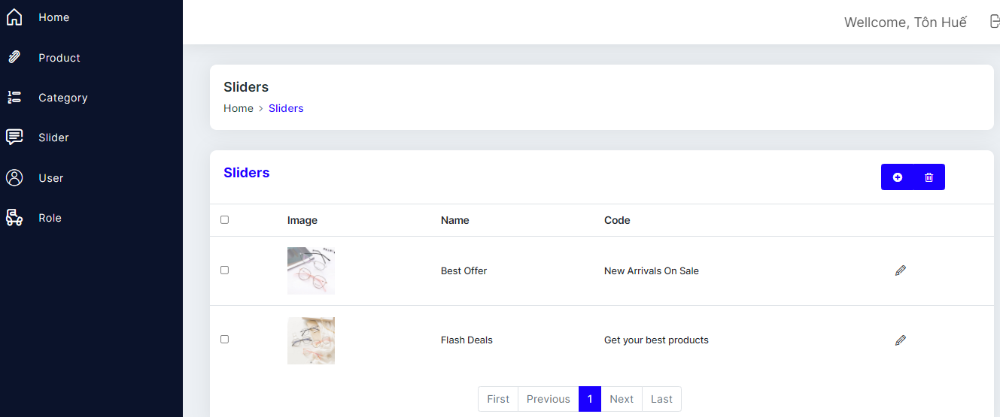 Home
Product
Category
Slider
User
Role
Wellcome, Tôn Huế
Sliders
Home > Sliders
Sliders
Image Name Code
Best Offer New Arrivals On Sale
Flash Deals Get your best products
First Previous 1 Next Last